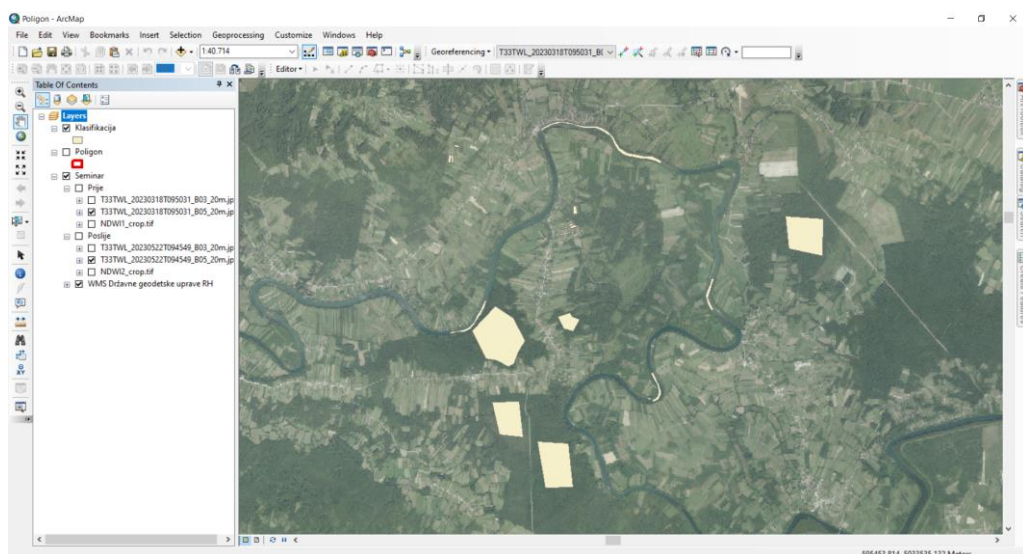 Poligon - ArcMap
File Edit View Bookmarks Insert Selection Geoprocessing Customize Windows Help
1:40.714
Georeferencing
T33TWL_20230318T095031_B(
Editor
Table Of Contents
Layers
Klasifikacija
Poligon
Seminar
Prije
T33TWL_20230318T095031_B03_20m.jp
T33TWL_20230318T095031_B05_20m.jp
NDWI1_crop.tif
Poslije
T33TWL_20230522T094549_B03_20m.jp
T33TWL_20230522T094549_B05_20m.jp
NDWI2_crop.tif
WMS Državne geodetske uprave RH